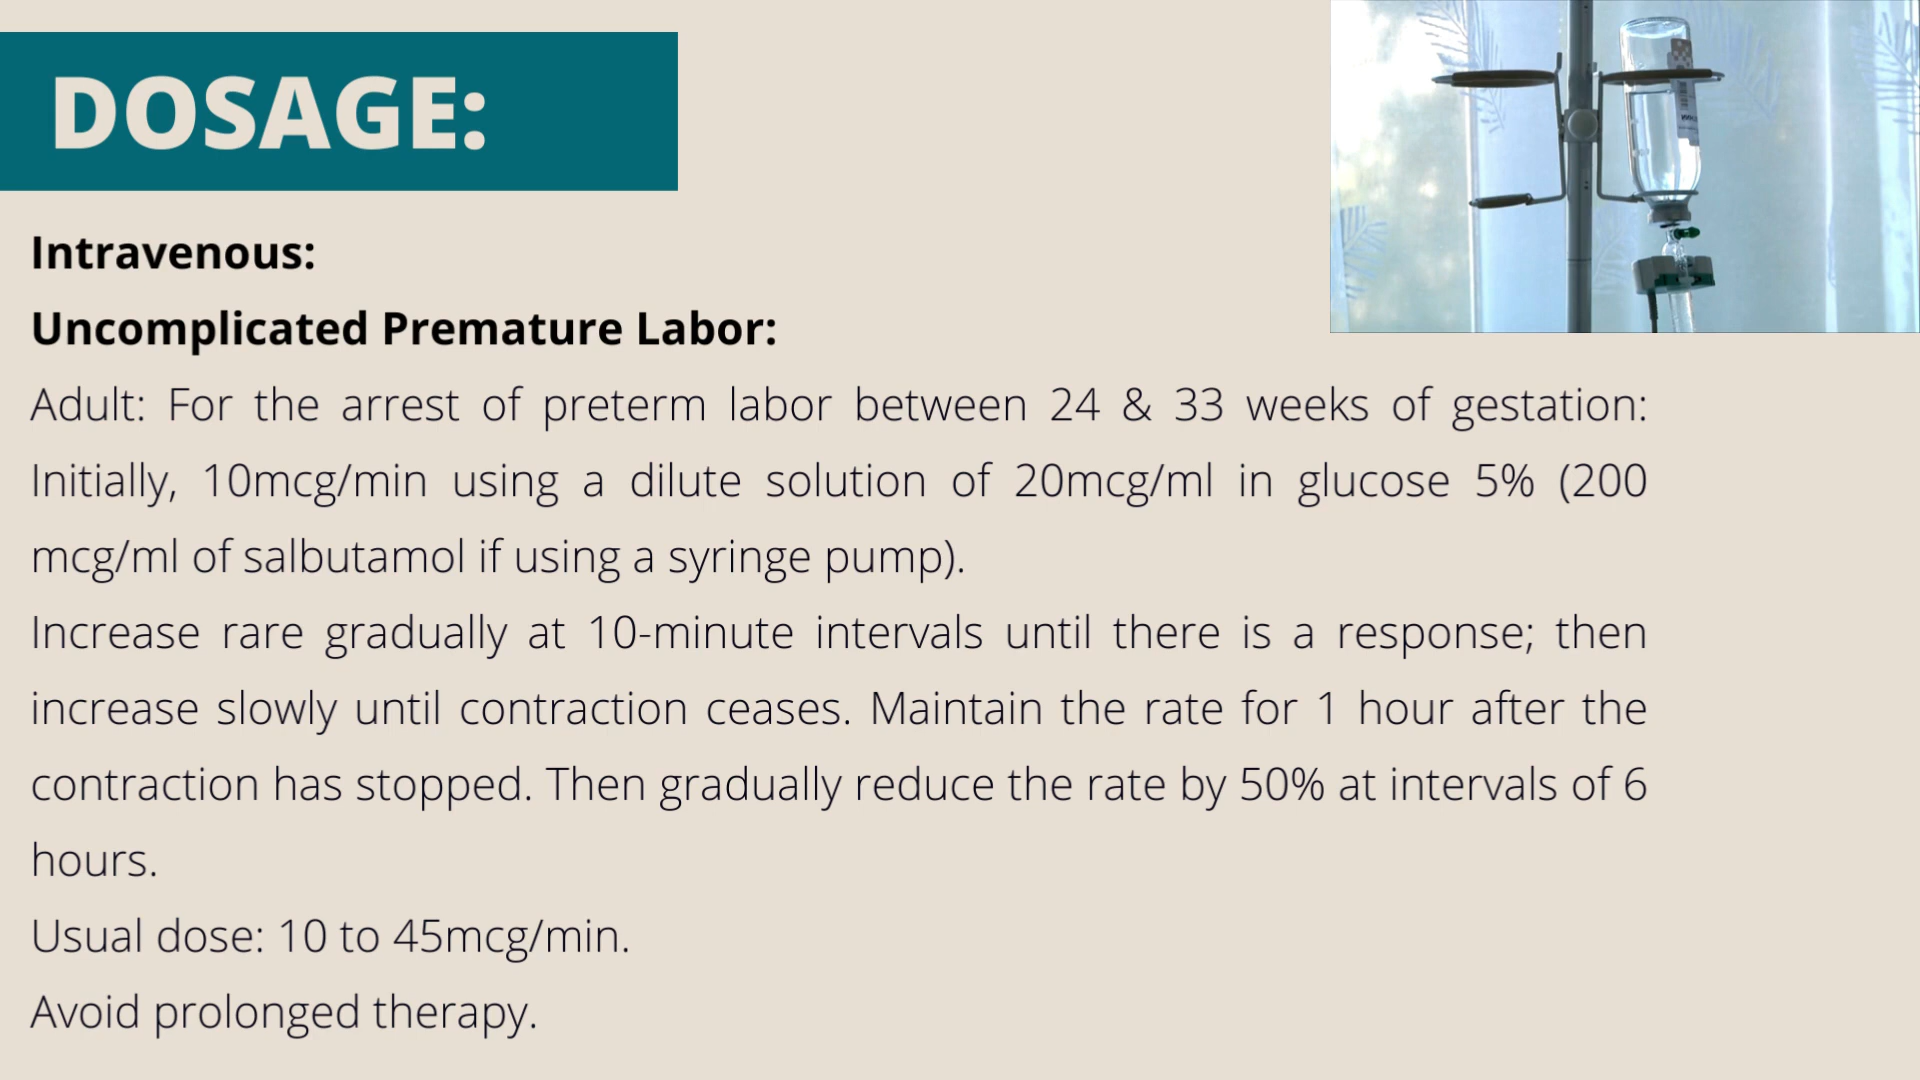 DOSAGE:
Intravenous:
Uncomplicated Premature Labor:
Adult: For the arrest of preterm labor between 24 & 33 weeks of gestation:
Initially, 10mcg/min using a dilute solution of 20mcg/ml in glucose 5% (200
mcg/ml of salbutamol if using a syringe pump).
Increase rare gradually at 10-minute intervals until there is a response; then
increase slowly until contraction ceases. Maintain the rate for 1 hour after the
contraction has stopped. Then gradually reduce the rate by 50% at intervals of 6
hours.
Usual dose: 10 to 45mcg/min.
Avoid prolonged therapy.